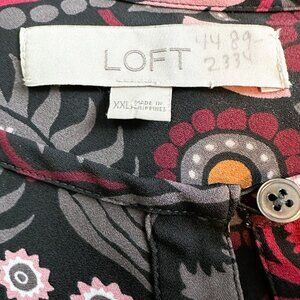 LOFT
44 89-
2334
XXL
MADE IN
PHILIPPINES